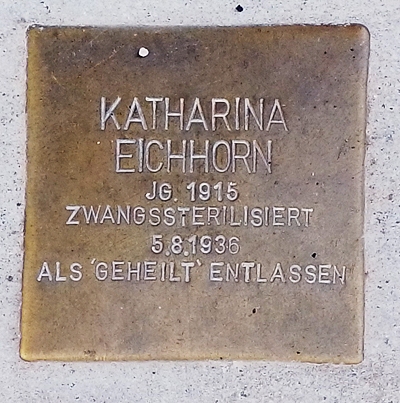 KATHARINA
EICHHORN
JG. 1915
ZWANGSSTERILISIERT
5.8.1936
ALS 'GEHEILT' ENTLASSEN